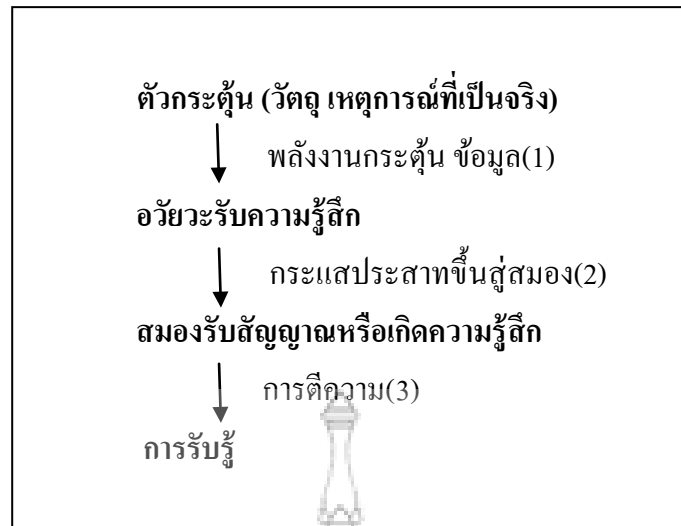 ตัวกระตุ้น (วัตถุ เหตุการณ์ที่เป็นจริง)
พลังงานกระตุ้น ข้อมูล(1)
อวัยวะรับความรู้สึก
กระแสประสาทขึ้นสู่สมอง(2)
สมองรับสัญญาณหรือเกิดความรู้สึก
การตีความ(3)
การรับรู้